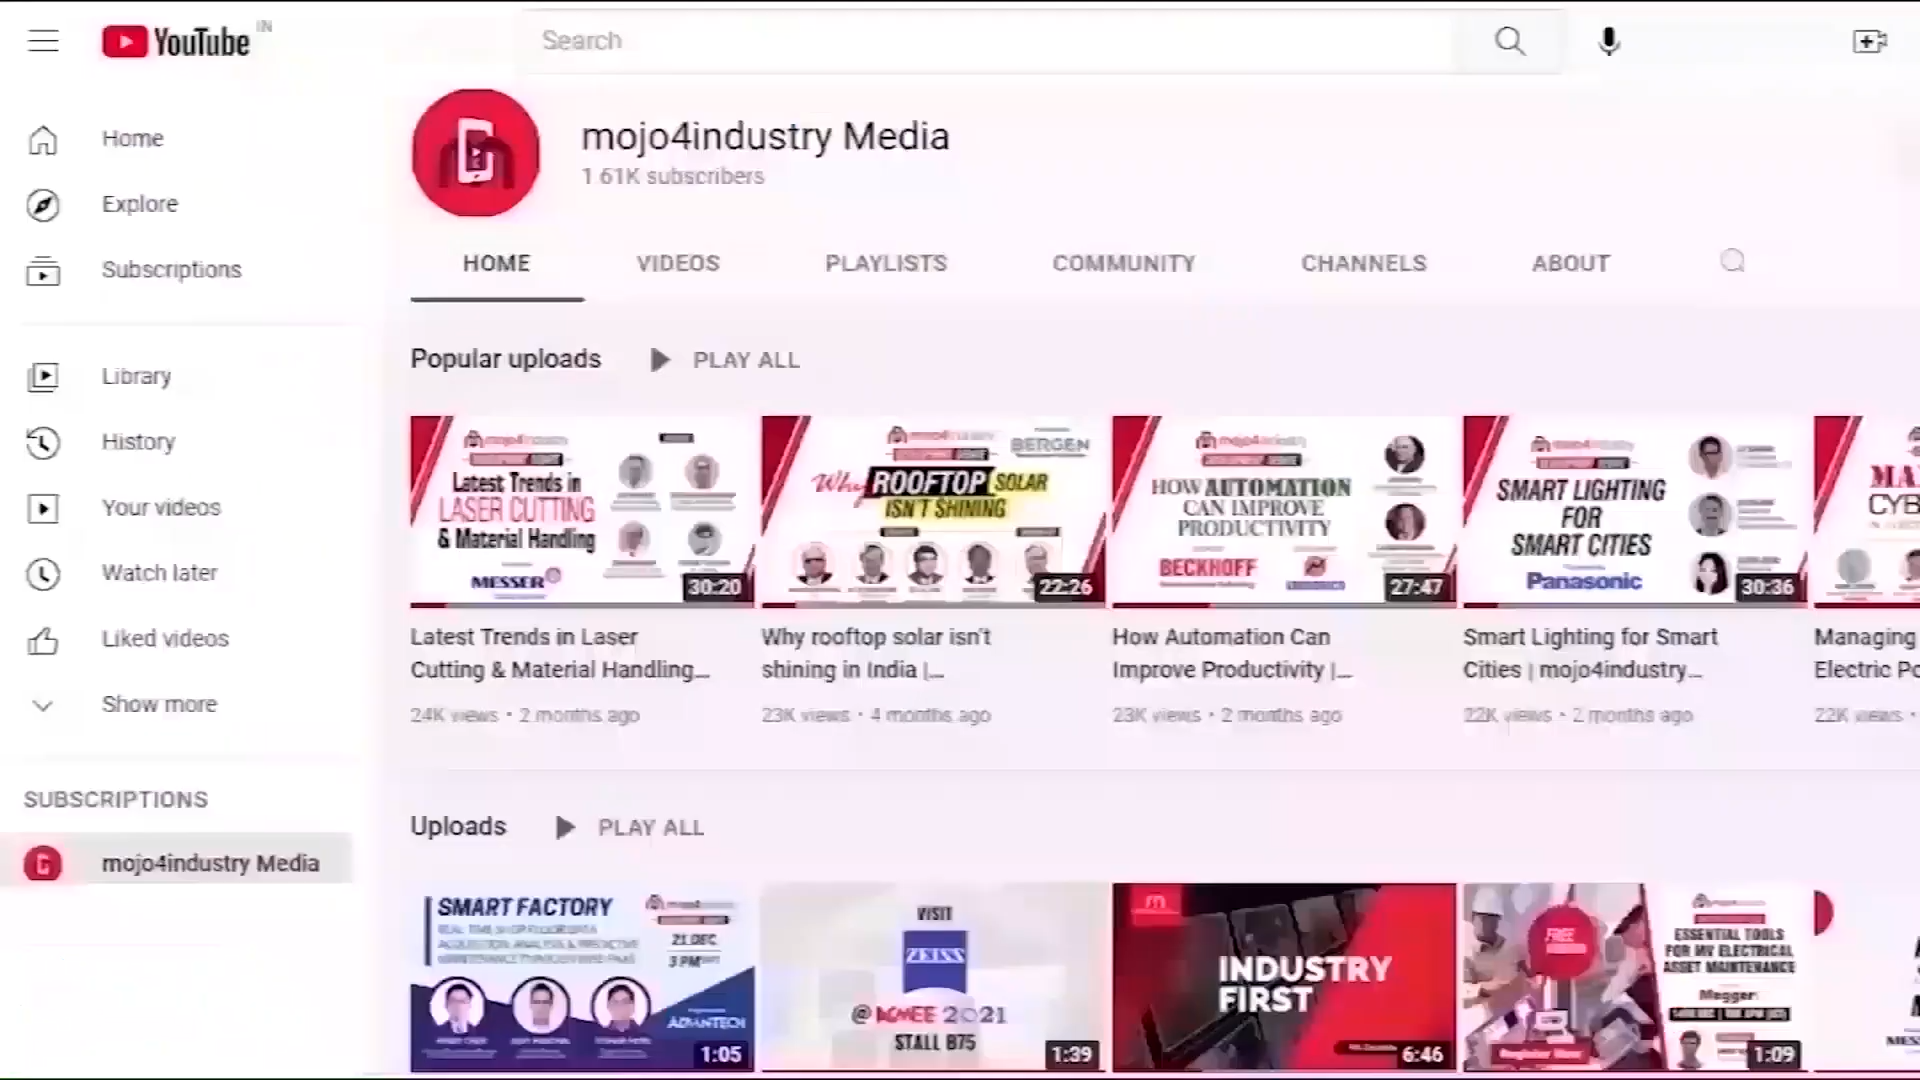 YouTube IN
Search
Home
Explore
Subscriptions
Library
History
Your videos
Watch later
Liked videos
Show more
SUBSCRIPTIONS
mojo4industry Media
mojo4industry Media
1.61K subscribers
HOME VIDEOS PLAYLISTS COMMUNITY CHANNELS ABOUT
Popular uploads PLAY ALL
Latest Trends in
LASER CUTTING
& Material Handling
MESSER
30:20
Latest Trends in Laser
Cutting & Material Handling...
24K views • 2 months ago
BERGEN
Why ROOFTOP SOLAR
ISN'T SHINING
22:26
Why rooftop solar isn't
shining in India |...
23K views • 4 months ago
HOW AUTOMATION
CAN IMPROVE
PRODUCTIVITY
BECKHOFF
27:47
How Automation Can
Improve Productivity |...
23K views • 2 months ago
mojo4industry
SMART LIGHTING
FOR
SMART CITIES
Panasonic
30:36
Smart Lighting for Smart
Cities | mojo4industry...
22K views • 2 months ago
Managing
Electric Po
22K views •
Uploads PLAY ALL
SMART FACTORY
21 DEC
3 PM
ADVANTECH
1:05
VISIT
ZEISS
@ ACMEE 2021
STALL B75
1:39
INDUSTRY
FIRST
6:46
FREE
ESSENTIAL TOOLS
FOR MV ELECTRICAL
ASSET MAINTENANCE
Megger
Register Now
1:09